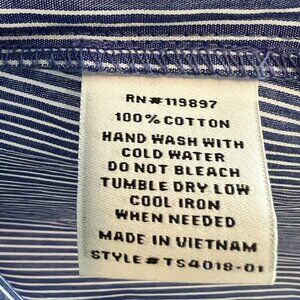 RN#119897
100% COTTON
HAND WASH WITH
COLD WATER
DO NOT BLEACH
TUMBLE DRY LOW
COOL IRON
WHEN NEEDED
MADE IN VIETNAM
STYLE#TS4018-01